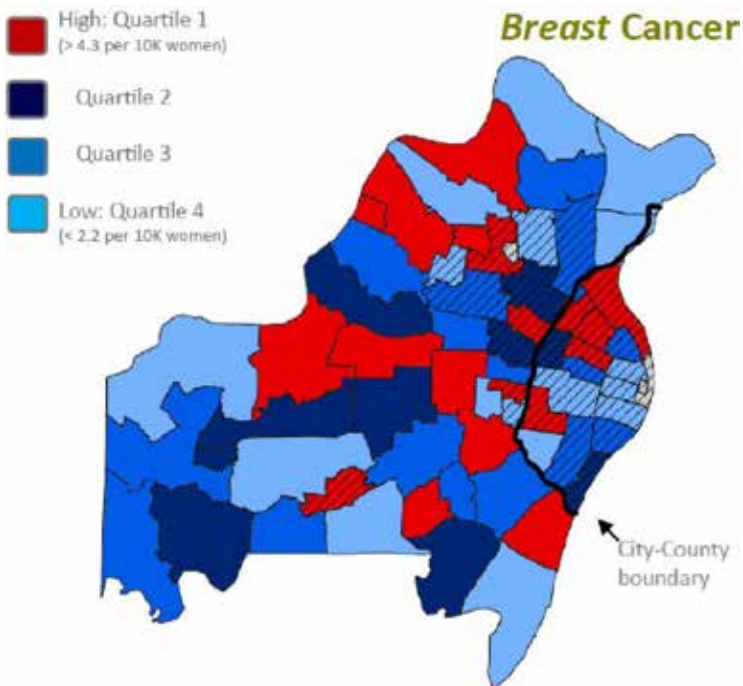 Breast Cancer
High: Quartile 1
(> 4.3 per 10K women)
Quartile 2
Quartile 3
Low: Quartile 4
(< 2.2 per 10K women)
City-County
boundary